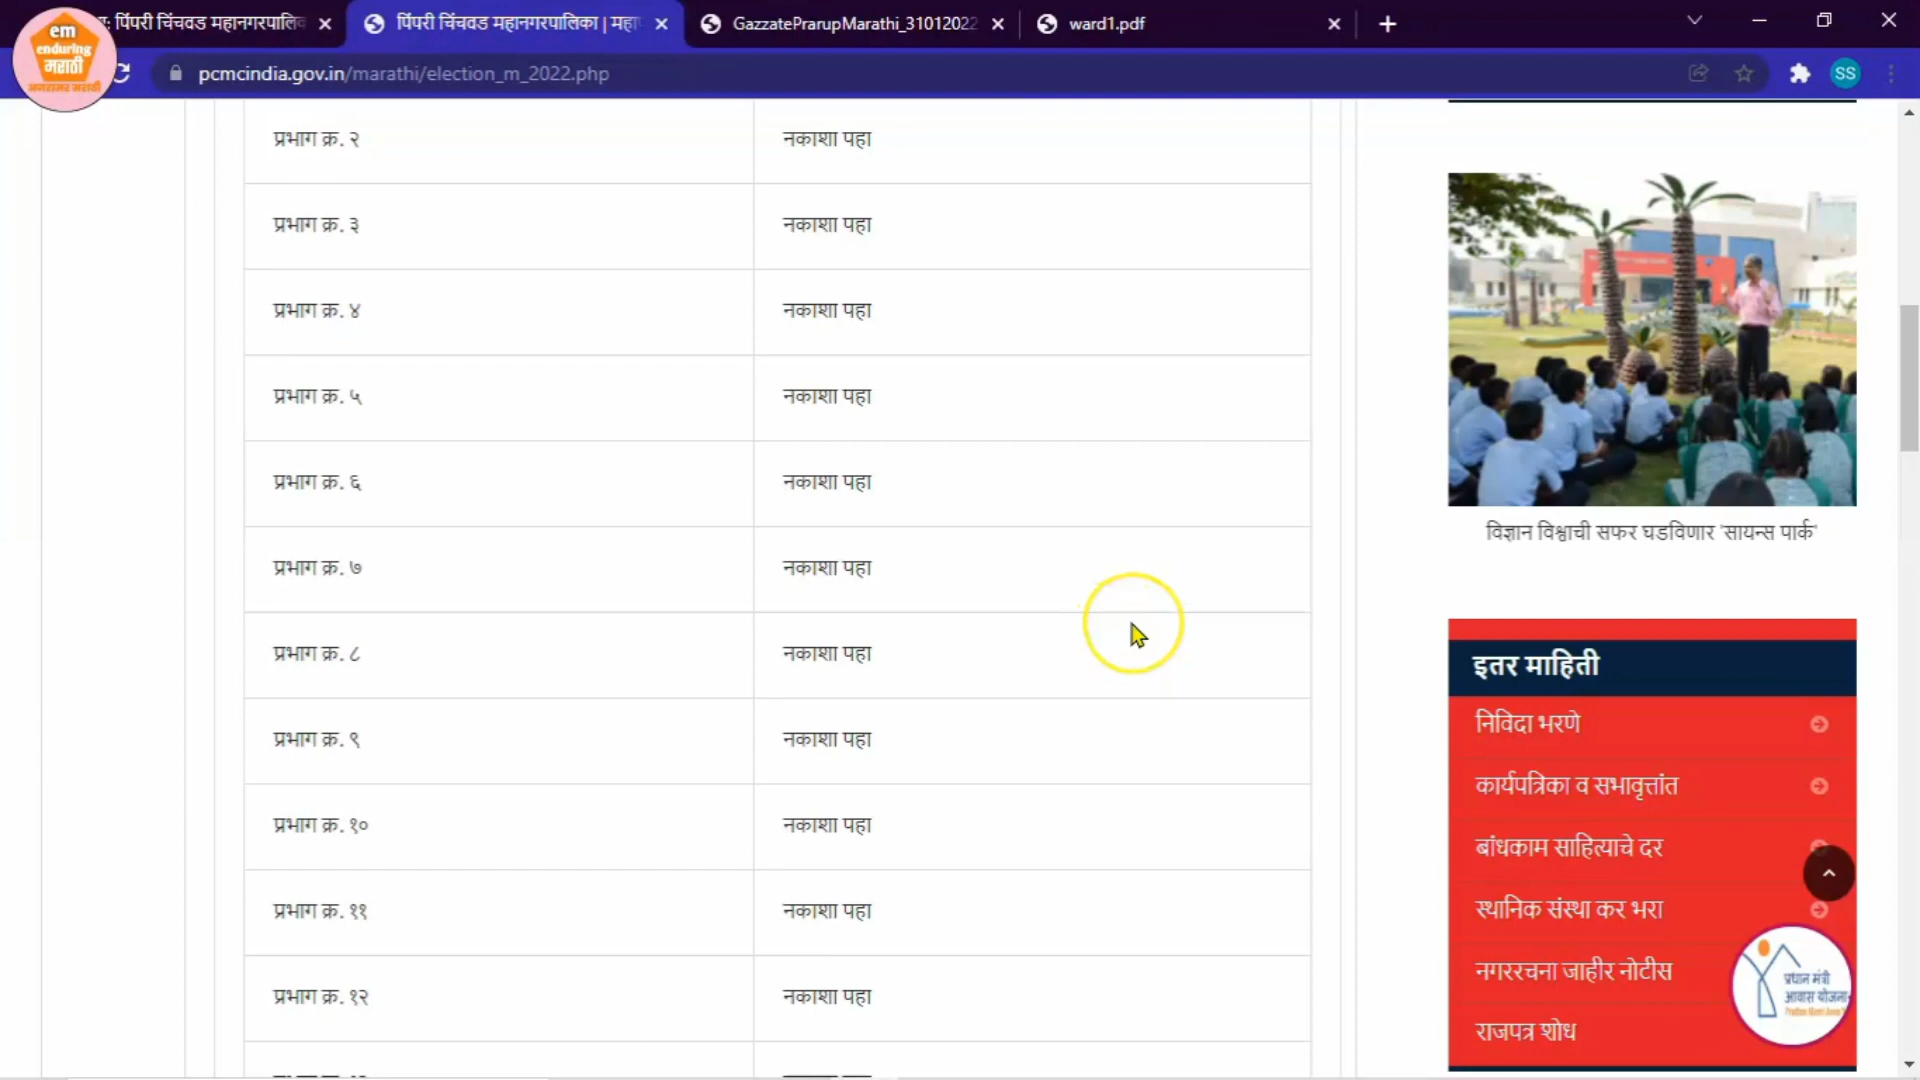 em
enduring
मराठी
अजरामर मराठी
: पिंपरी चिंचवड महानगरपालि
पिंपरी चिंचवड महानगरपालिका | महा
GazzatePrarupMarathi_31012022
ward1.pdf
pcmcindia.gov.in/marathi/election_m_2022.php
SS
प्रभाग क्र. २ नकाशा पहा
प्रभाग क्र. ३ नकाशा पहा
प्रभाग क्र. ४ नकाशा पहा
प्रभाग क्र. ५ नकाशा पहा
प्रभाग क्र. ६ नकाशा पहा
प्रभाग क्र. ७ नकाशा पहा
प्रभाग क्र. ८ नकाशा पहा
प्रभाग क्र. ९ नकाशा पहा
प्रभाग क्र. १० नकाशा पहा
प्रभाग क्र. ११ नकाशा पहा
प्रभाग क्र. १२ नकाशा पहा
विज्ञान विश्वाची सफर घडविणार 'सायन्स पार्क'
इतर माहिती
निविदा भरणे
कार्यपत्रिका व सभावृत्तांत
बांधकाम साहित्याचे दर
स्थानिक संस्था कर भरा
नगररचना जाहीर नोटीस
राजपत्र शोध
प्रधान मंत्री
आवास योजना